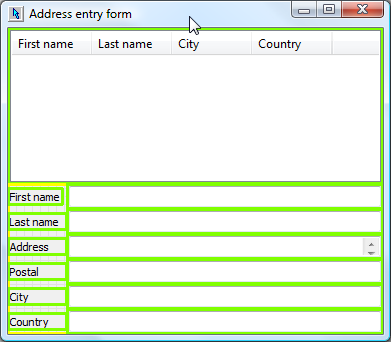 Address entry form
First name Last name City Country
First name
Last name
Address
Postal
City
Country